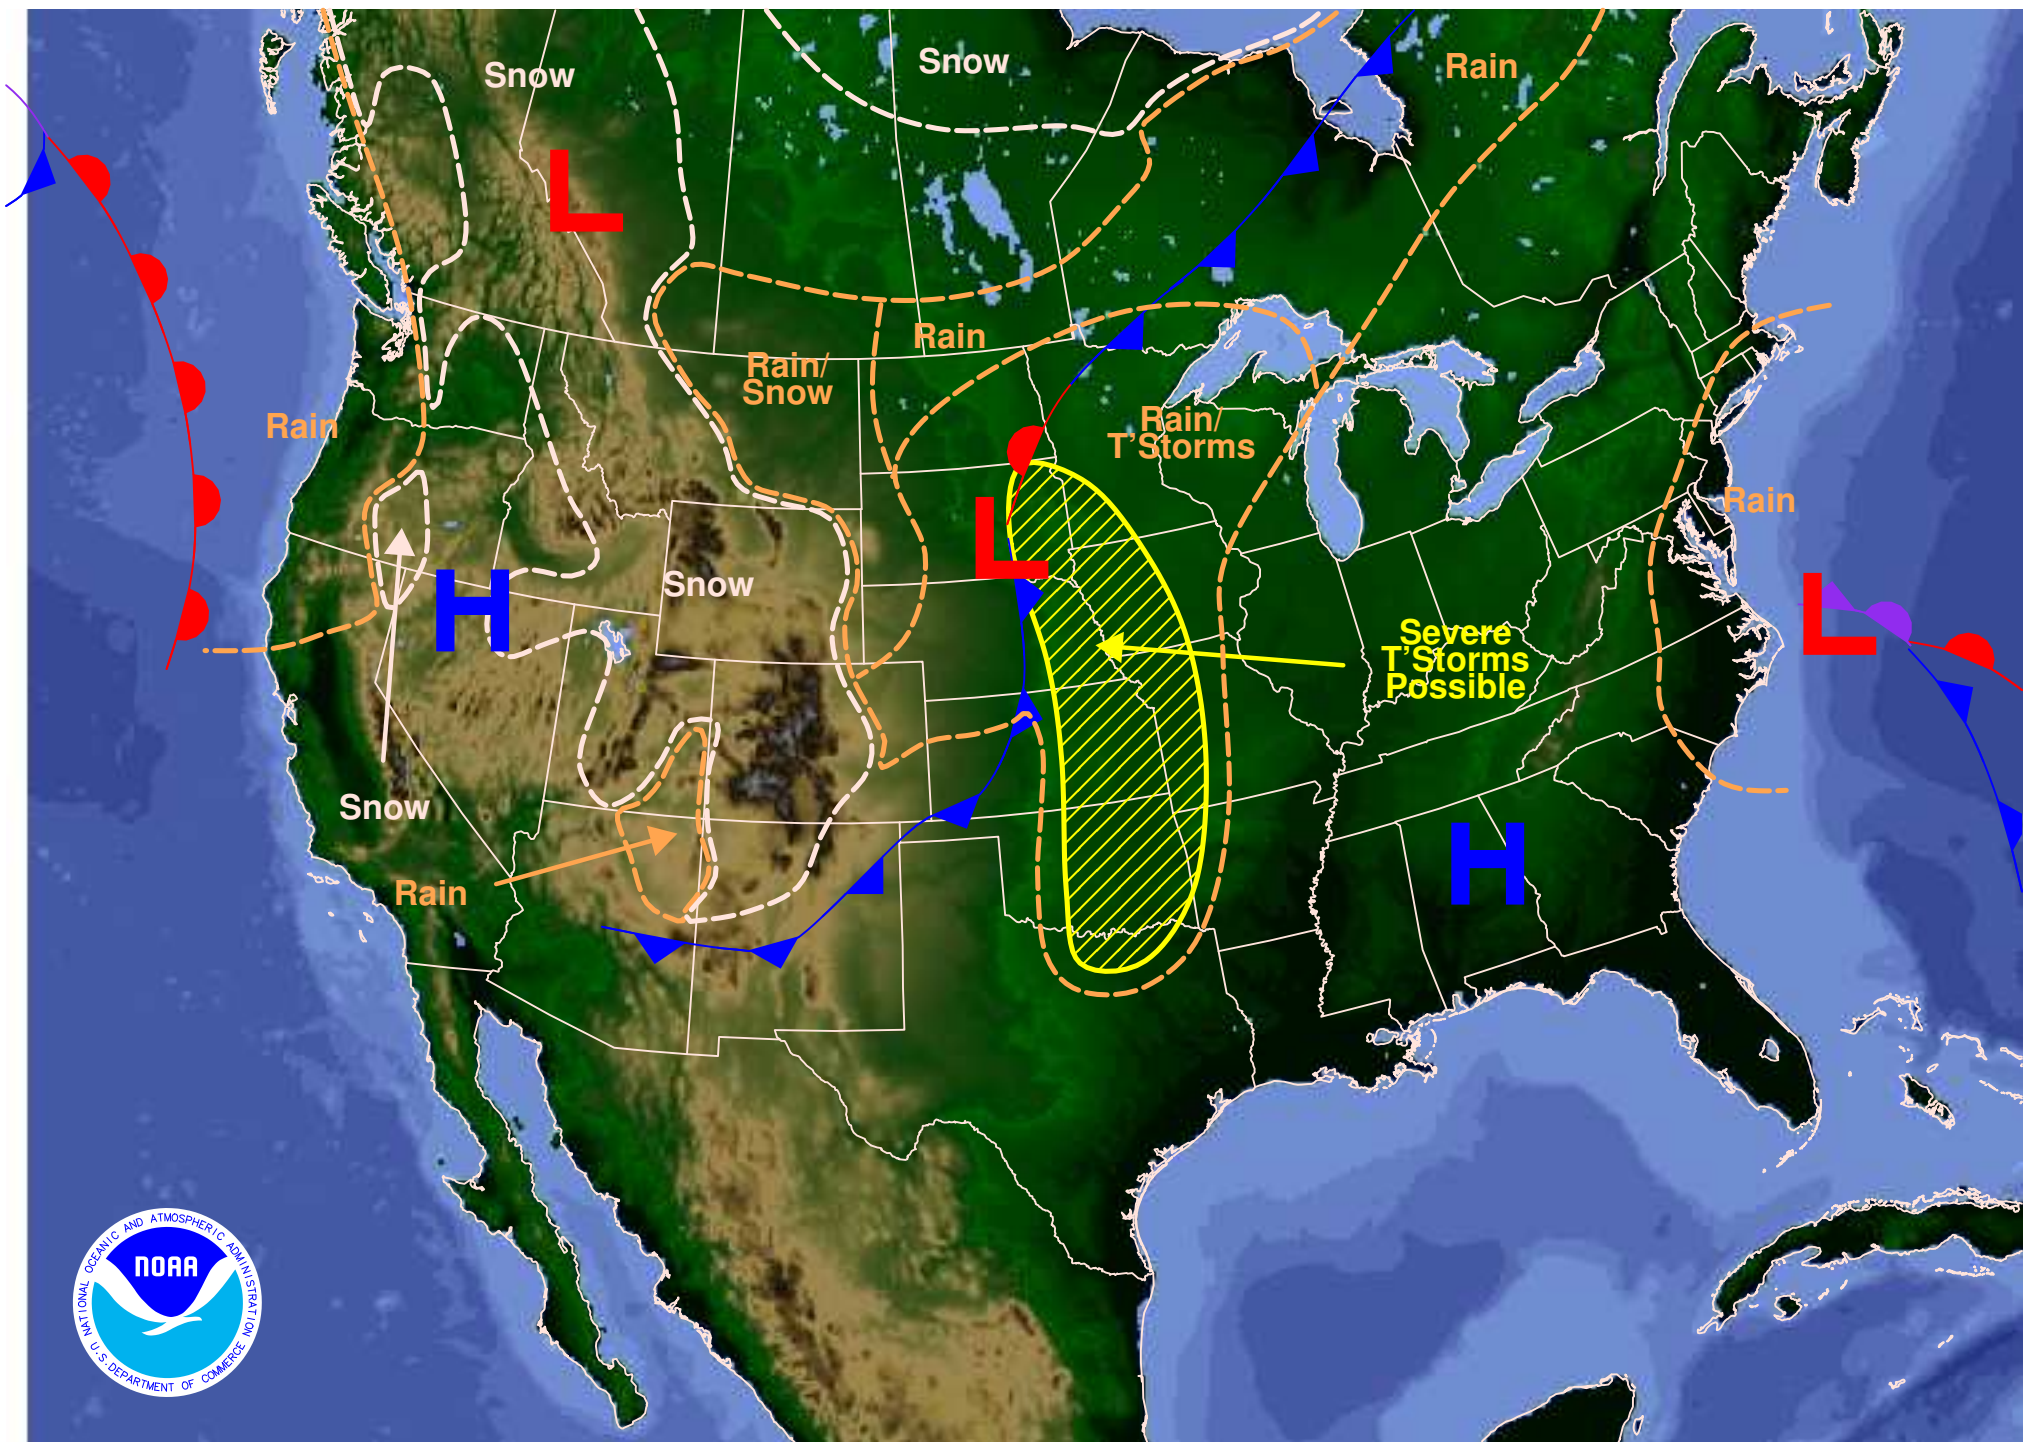 Snow
Snow
Rain
L
Rain
Rain/
Snow
Rain
Rain/
T'Storms
Rain
L
H
Snow
L
Severe
T'Storms
Possible
Snow
Rain
H
NATIONAL OCEANIC AND ATMOSPHERIC ADMINISTRATION
NOAA
U.S. DEPARTMENT OF COMMERCE